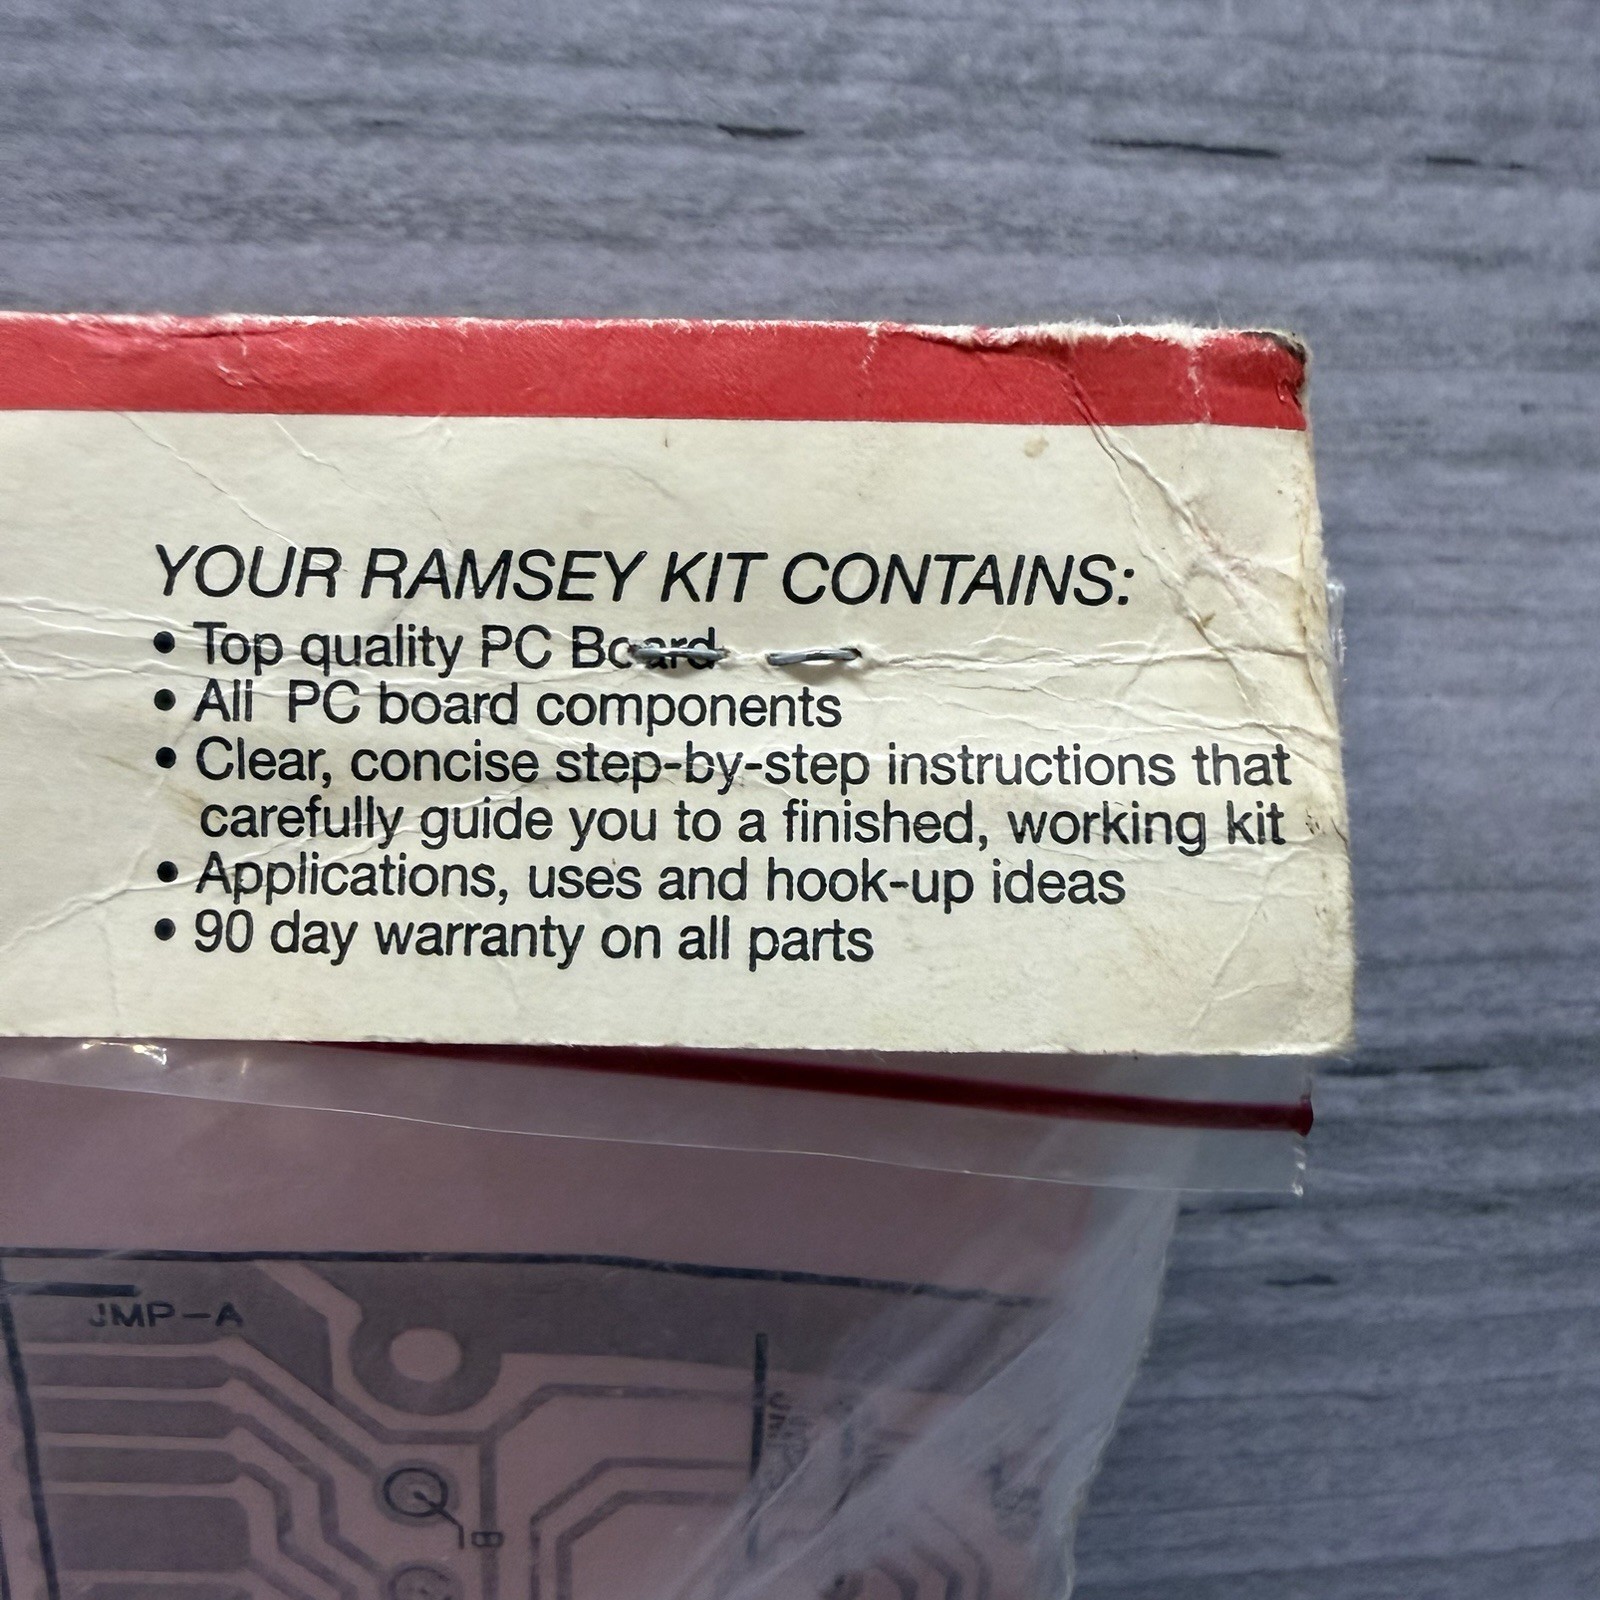 YOUR RAMSEY KIT CONTAINS:
• Top quality PC Board
• All PC board components
• Clear, concise step-by-step instructions that
carefully guide you to a finished, working kit
• Applications, uses and hook-up ideas
• 90 day warranty on all parts
JMP-A